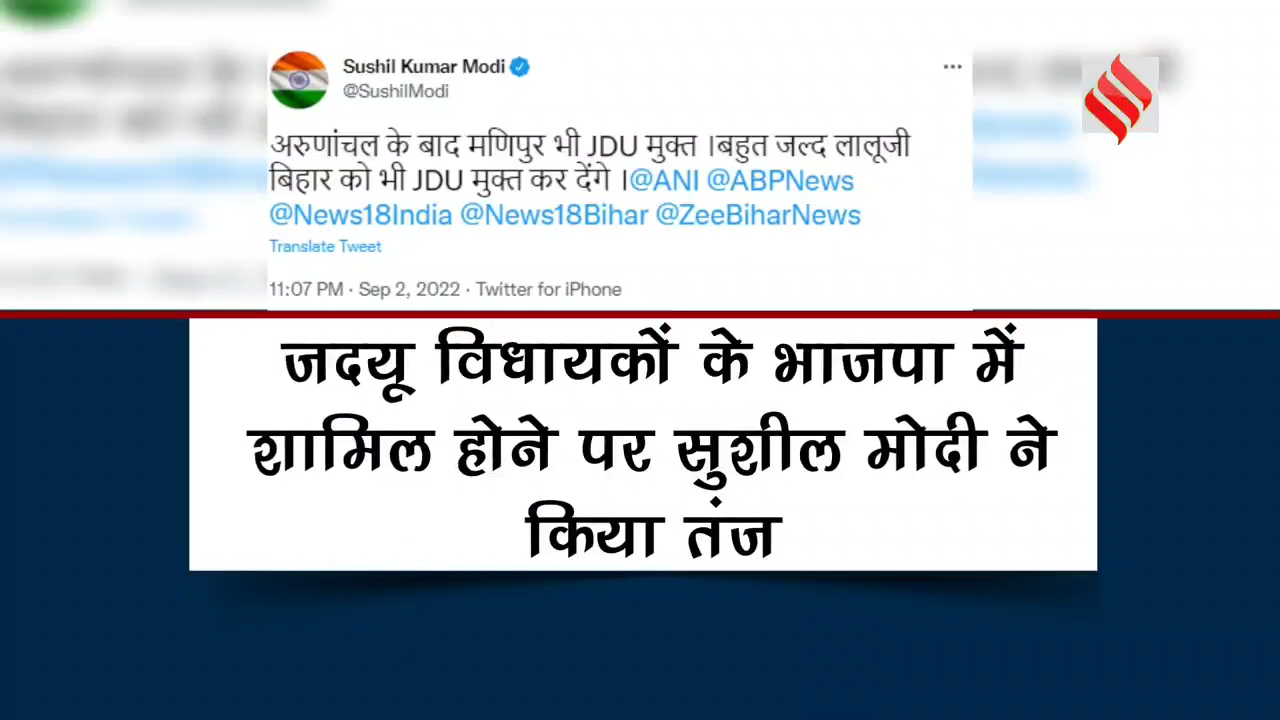 Sushil Kumar Modi
@SushilModi
अरुणांचल के बाद मणिपुर भी JDU मुक्त ।बहुत जल्द लालूजी
बिहार को भी JDU मुक्त कर देंगे ।@ANI @ABPNews
@News18India @News18Bihar @ZeeBiharNews
Translate Tweet
11:07 PM · Sep 2, 2022 · Twitter for iPhone
जदयू विधायकों के भाजपा में
शामिल होने पर सुशील मोदी ने
किया तंज